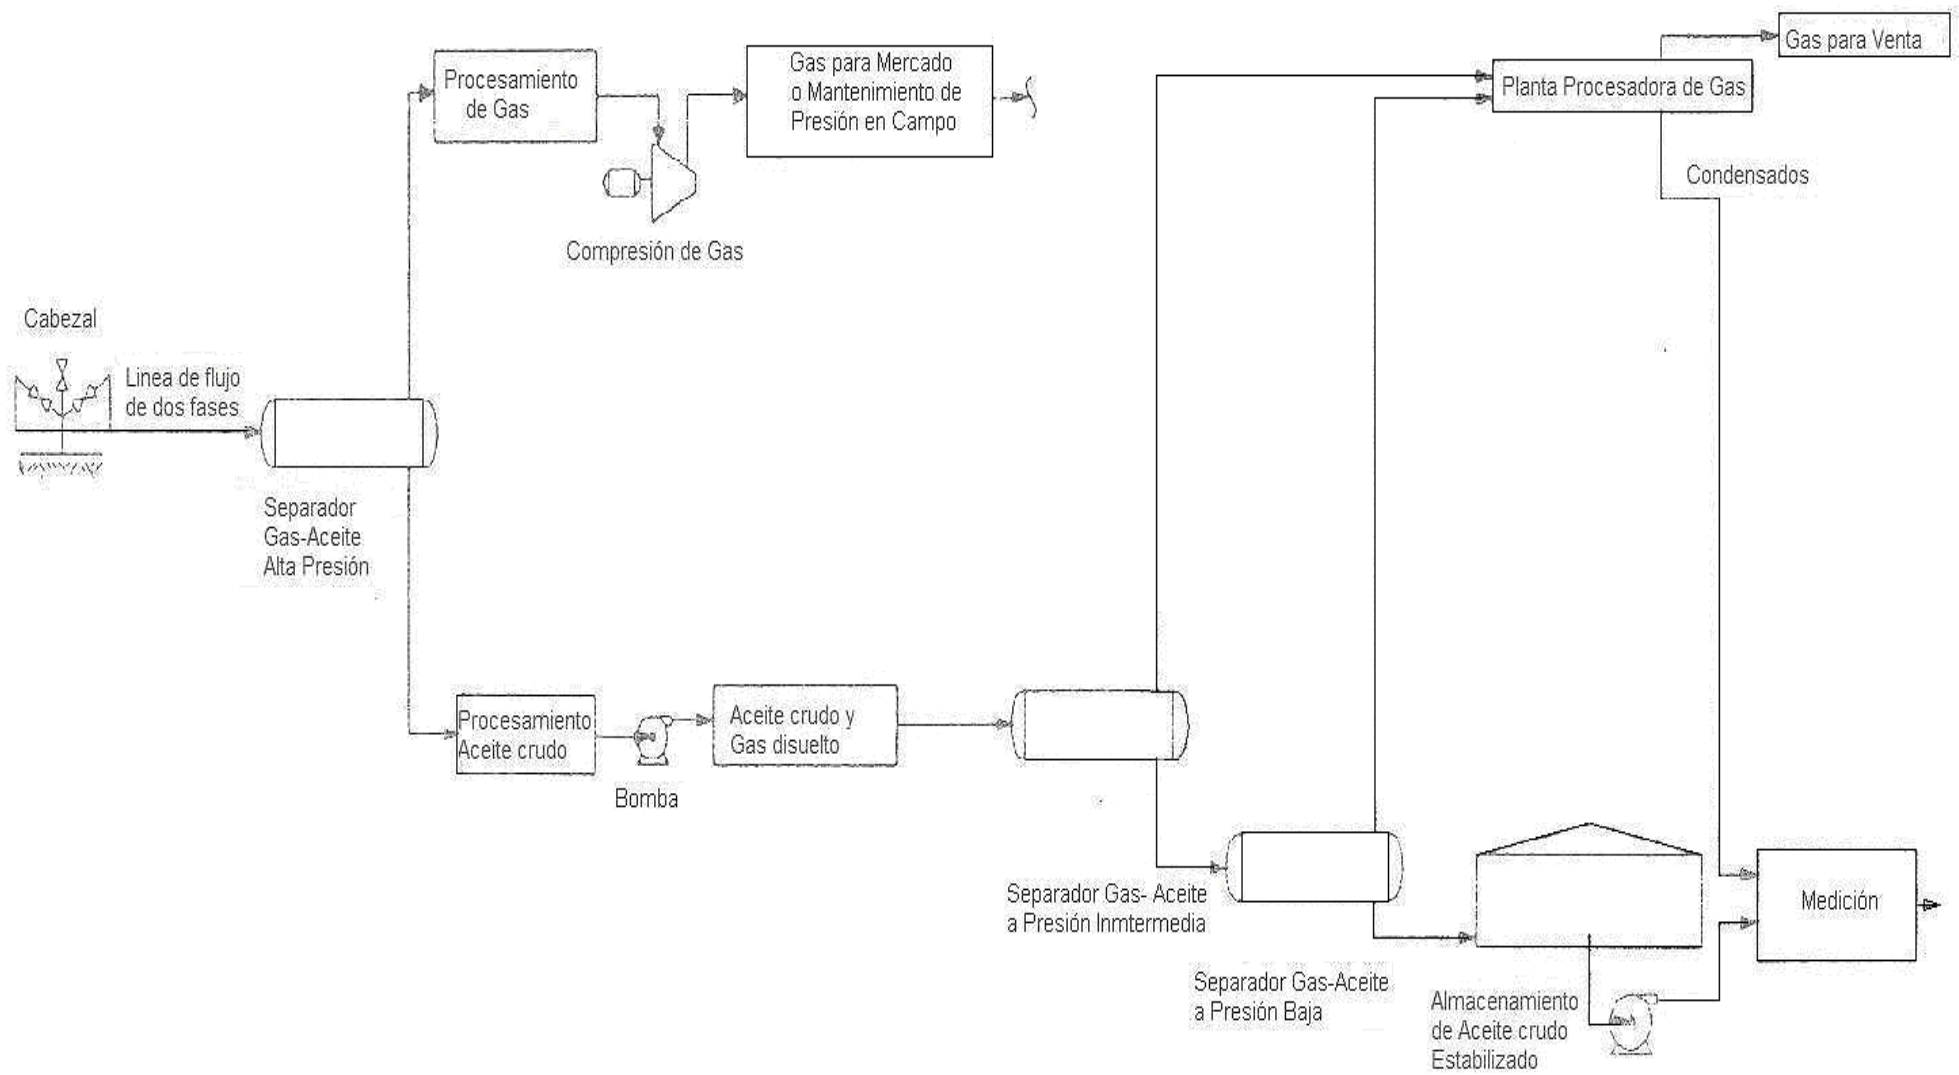 Procesamiento
de Gas
Gas para Mercado
o Mantenimiento de
Presión en Campo
Gas para Venta
Planta Procesadora de Gas
Condensados
Compresión de Gas
Cabezal
Linea de flujo
de dos fases
Separador
Gas-Aceite
Alta Presión
Procesamiento
Aceite crudo
Bomba
Aceite crudo y
Gas disuelto
Separador Gas- Aceite
a Presión Inmtermedia
Separador Gas-Aceite
a Presión Baja
Almacenamiento
de Aceite crudo
Estabilizado
Medición